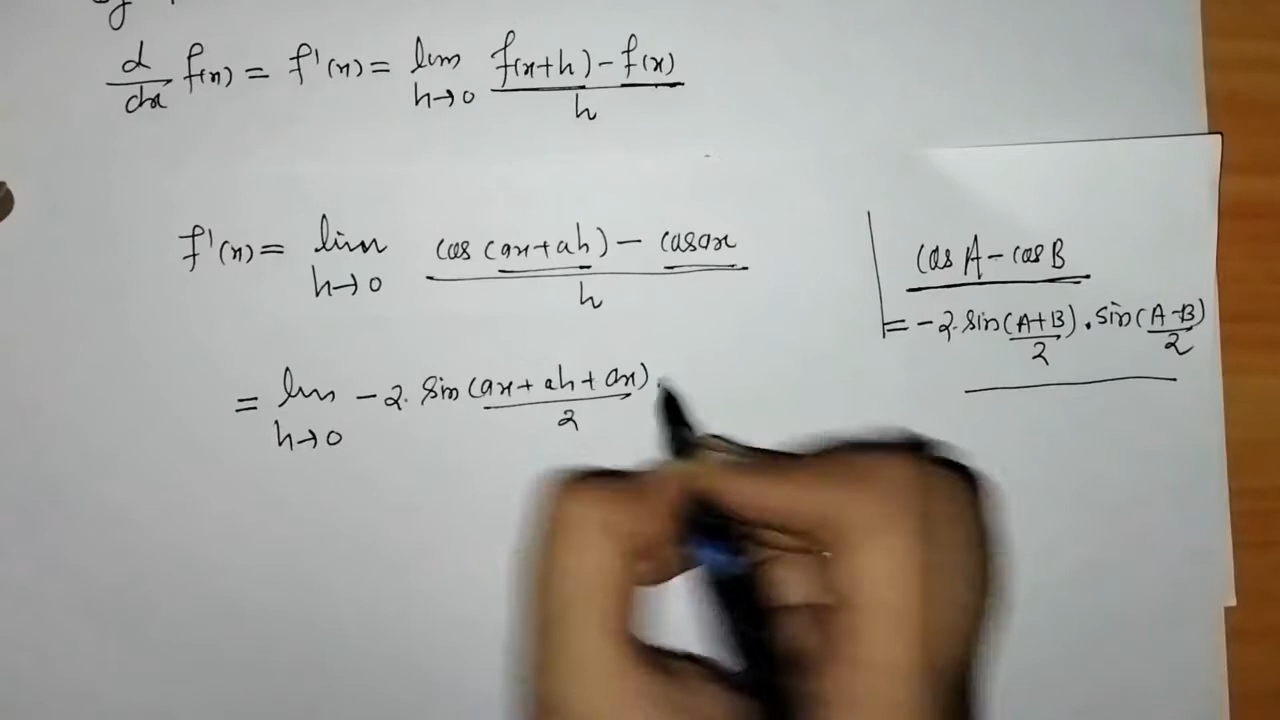 d/dx f(x) = f'(x) = lim h→0 f(x+h) - f(x) / h
f'(x) = lim h→0 cos (ax+ah) - cos ax / h
cos A - cos B
= -2. sin (A+B / 2) . sin (A-B / 2)
= lim h→0 -2. sin (ax + ah + ax / 2) .